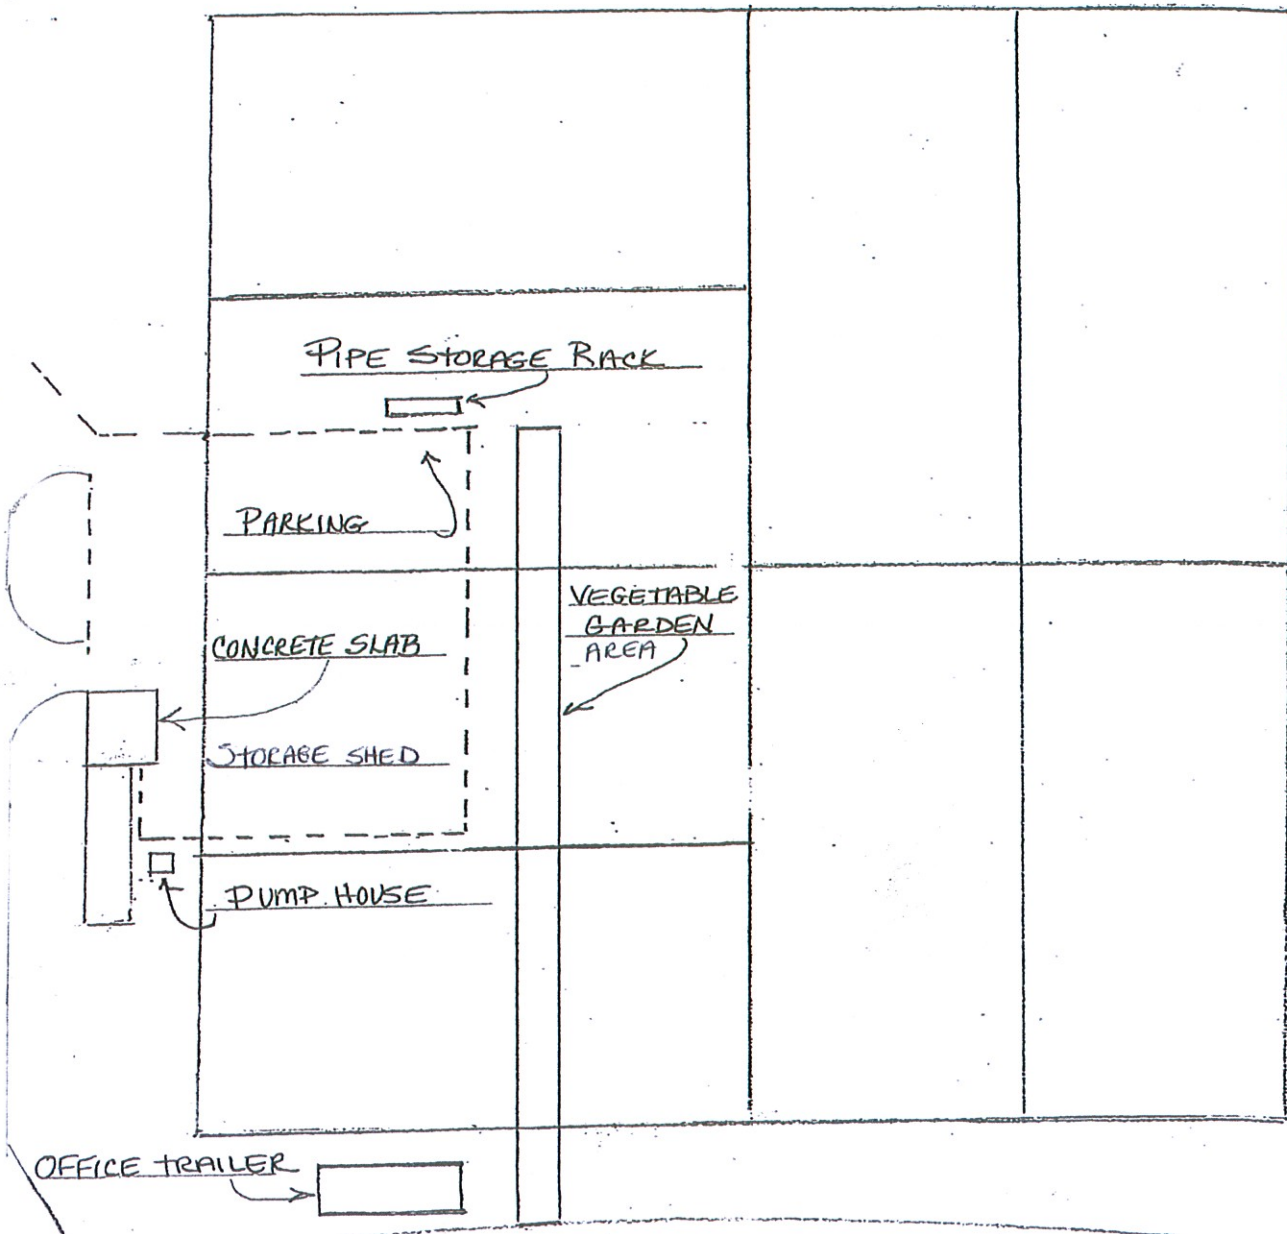 PIPE STORAGE RACK
PARKING
VEGETABLE
GARDEN
AREA
CONCRETE SLAB
STORAGE SHED
PUMP HOUSE
OFFICE TRAILER